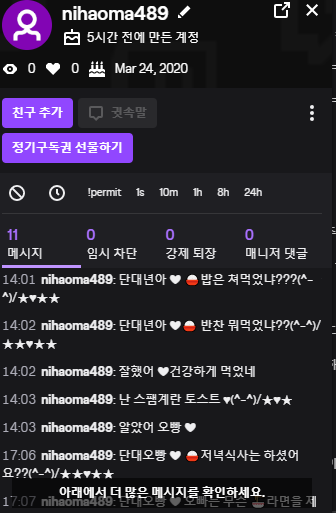 nihaoma489
5시간 전에 만든 계정
0 0 Mar 24, 2020
친구 추가 귓속말
정기구독권 선물하기
!permit 1s 10m 1h 8h 24h
11 0 0 0
메시지 임시 차단 강제 퇴장 매니저 댓글
14:01 nihaoma489: 단대년아 🤍 🍚 밥은 쳐먹었냐???(^-
^)/★♥★★
14:02 nihaoma489: 단대년아 🤍 🍚 반찬 뭐먹었냐??(^-^)/
★★♥★
14:02 nihaoma489: 잘했어 🤍건강하게 먹었네
14:03 nihaoma489: 난 스팸계란 토스트 ♥(^-^)/★♥★
14:03 nihaoma489: 알았어 오빵 🤍
17:06 nihaoma489: 단대오빵 🤍 🍚 저녁식사는 하셨어
요??(^-^)/★★♥★★
아래에서 더 많은 메시지를 확인하세요.
17:07 nihaoma489: 오빠는 무슨 라면을 제